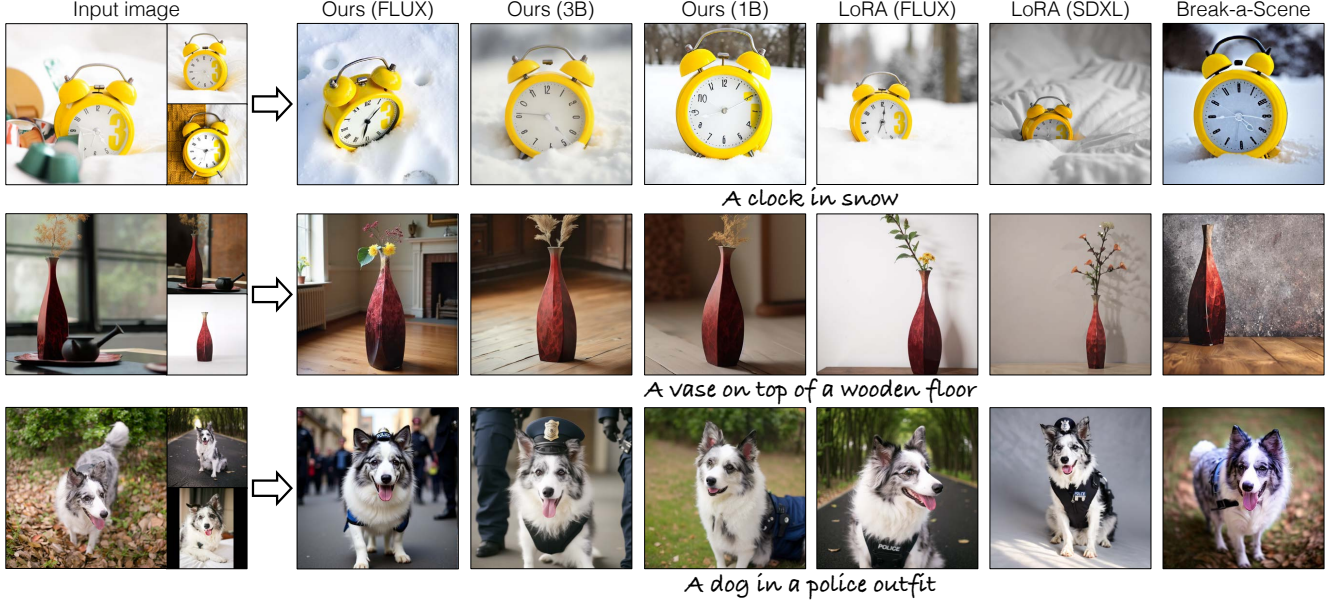 Input image
Ours (FLUX)
Ours (3B)
Ours (1B)
LoRA (FLUX)
LoRA (SDXL)
Break-a-Scene
A clock in snow
A vase on top of a wooden floor
POLICE
A dog in a police outfit